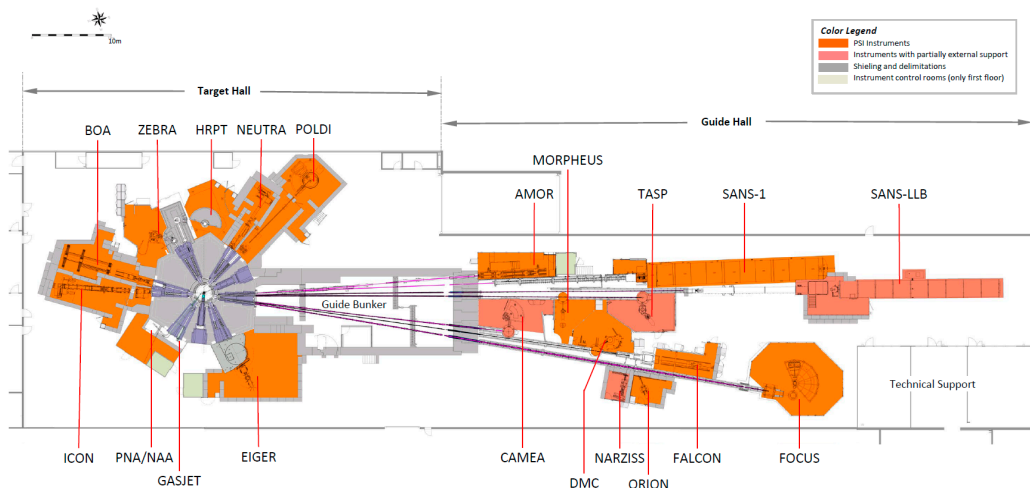 10m
Color Legend
PSI Instruments
Instruments with partially external support
Shieling and delimitations
Instrument control rooms (only first floor)
Target Hall
Guide Hall
BOA
ZEBRA
HRPT
NEUTRA
POLDI
MORPHEUS
AMOR
TASP
SANS-1
SANS-LLB
Guide Bunker
Technical Support
ICON
PNA/NAA
GASJET
EIGER
CAMEA
DMC
NARZISS
ORION
FALCON
FOCUS